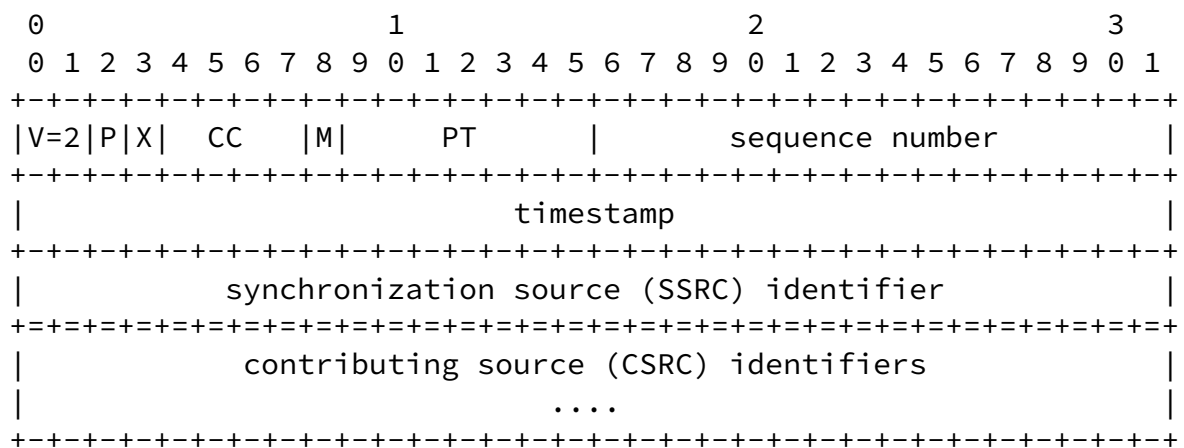 0                   1                   2                   3
 0 1 2 3 4 5 6 7 8 9 0 1 2 3 4 5 6 7 8 9 0 1 2 3 4 5 6 7 8 9 0 1
+-+-+-+-+-+-+-+-+-+-+-+-+-+-+-+-+-+-+-+-+-+-+-+-+-+-+-+-+-+-+-+-+
|V=2|P|X|  CC   |M|     PT      |       sequence number         |
+-+-+-+-+-+-+-+-+-+-+-+-+-+-+-+-+-+-+-+-+-+-+-+-+-+-+-+-+-+-+-+-+
|                           timestamp                           |
+-+-+-+-+-+-+-+-+-+-+-+-+-+-+-+-+-+-+-+-+-+-+-+-+-+-+-+-+-+-+-+-+
|           synchronization source (SSRC) identifier            |
+=+=+=+=+=+=+=+=+=+=+=+=+=+=+=+=+=+=+=+=+=+=+=+=+=+=+=+=+=+=+=+=+
|            contributing source (CSRC) identifiers             |
|                             ....                              |
+-+-+-+-+-+-+-+-+-+-+-+-+-+-+-+-+-+-+-+-+-+-+-+-+-+-+-+-+-+-+-+-+